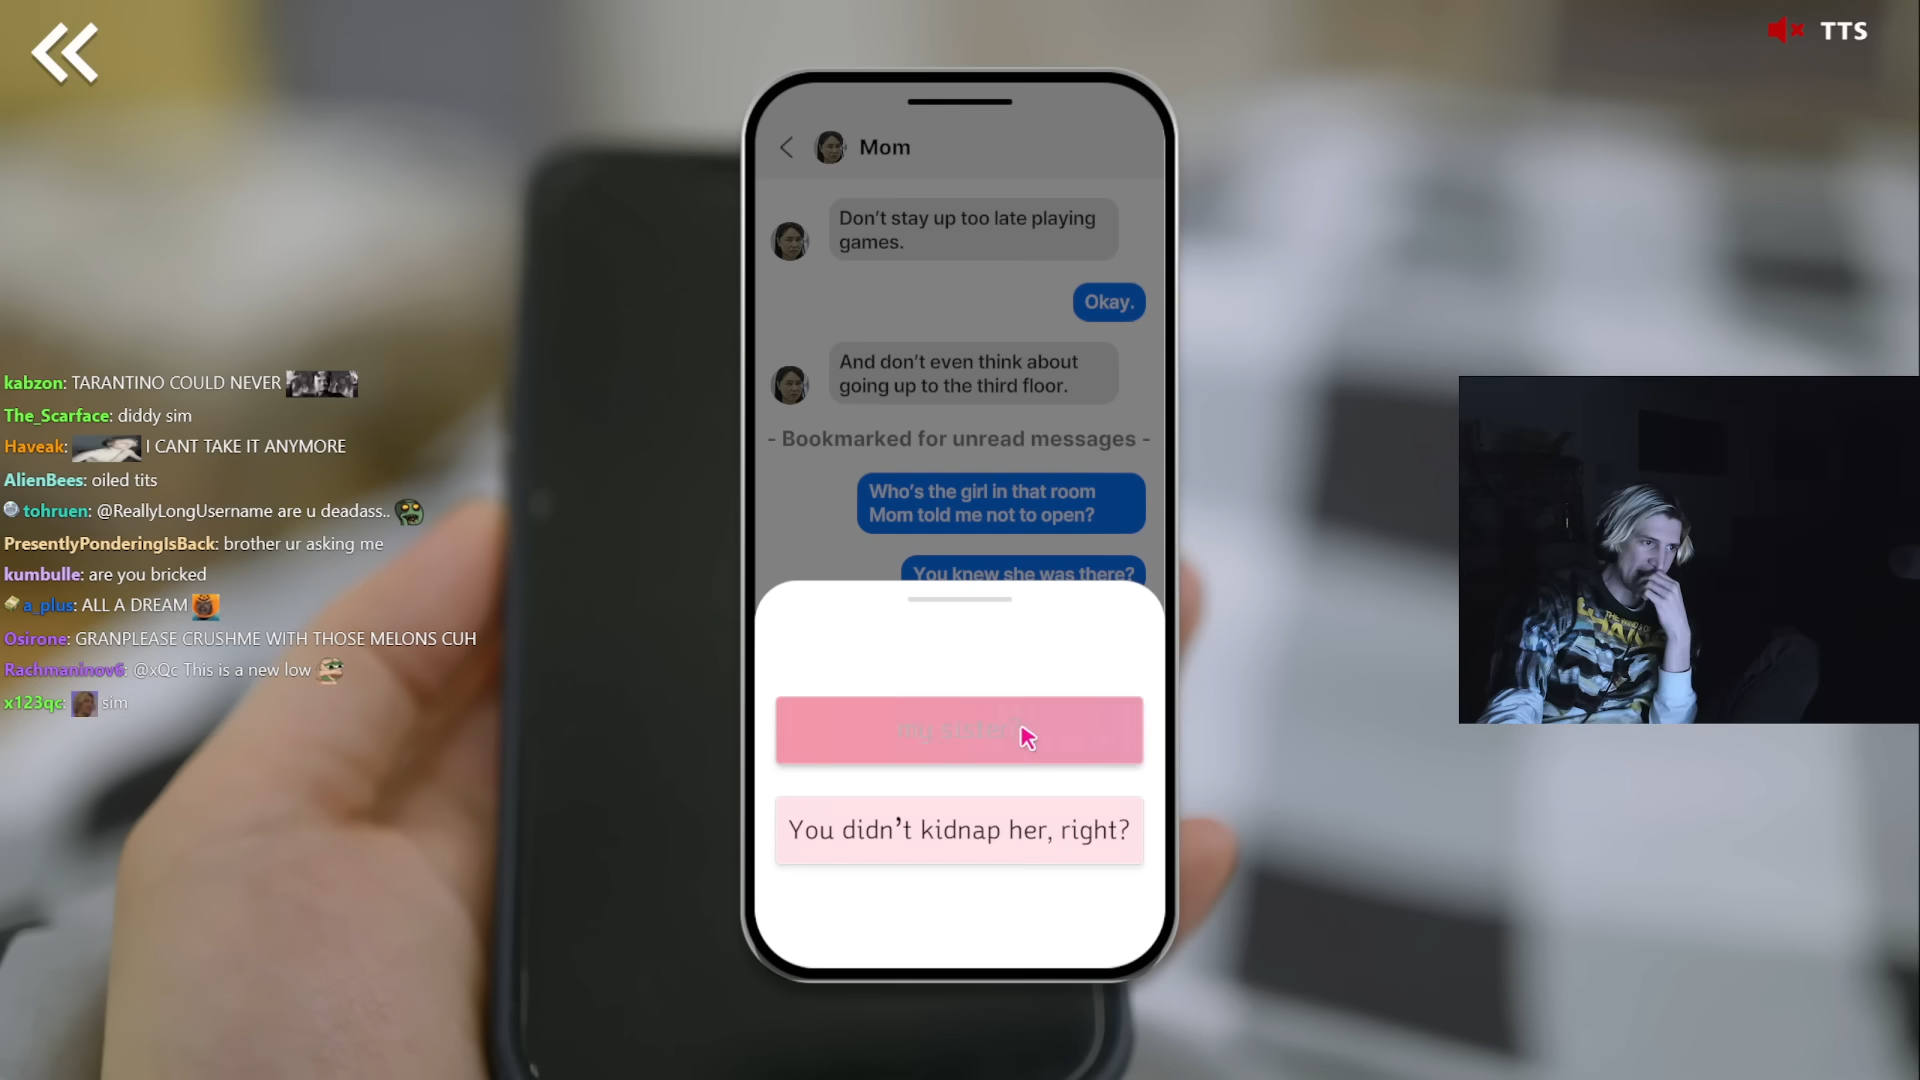 TTS
Mom
Don't stay up too late playing
games.
Okay.
And don't even think about
going up to the third floor.
- Bookmarked for unread messages -
Who's the girl in that room
Mom told me not to open?
You knew she was there?
my sister
You didn't kidnap her, right?
kabzon: TARANTINO COULD NEVER
The_Scarface: diddy sim
Haveak: I CANT TAKE IT ANYMORE
AlienBees: oiled tits
tohruen: @ReallyLongUsername are u deadass..
PresentlyPonderingIsBack: brother ur asking me
kumbulle: are you bricked
a_plus: ALL A DREAM
Osirone: GRANPLEASE CRUSHME WITH THOSE MELONS CUH
Rachmaninov6: @xQc This is a new low
x123qc: sim